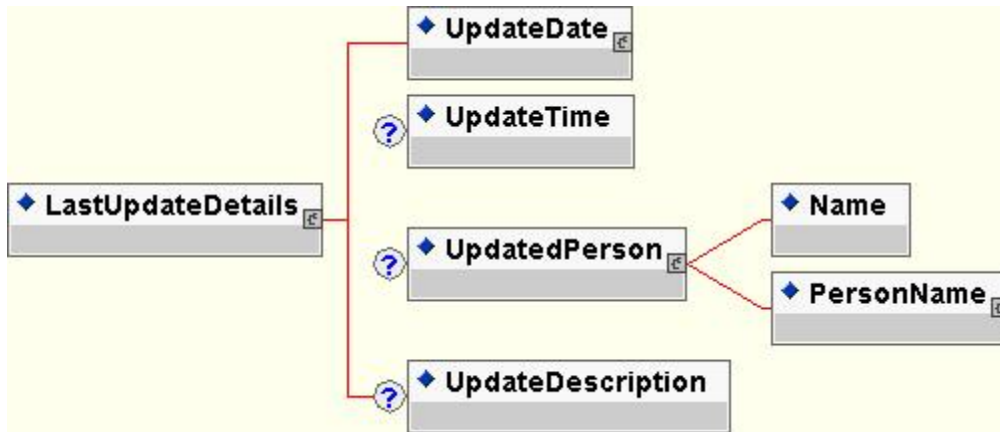 UpdateDate
?
UpdateTime
LastUpdateDetails
Name
?
UpdatedPerson
PersonName
?
UpdateDescription